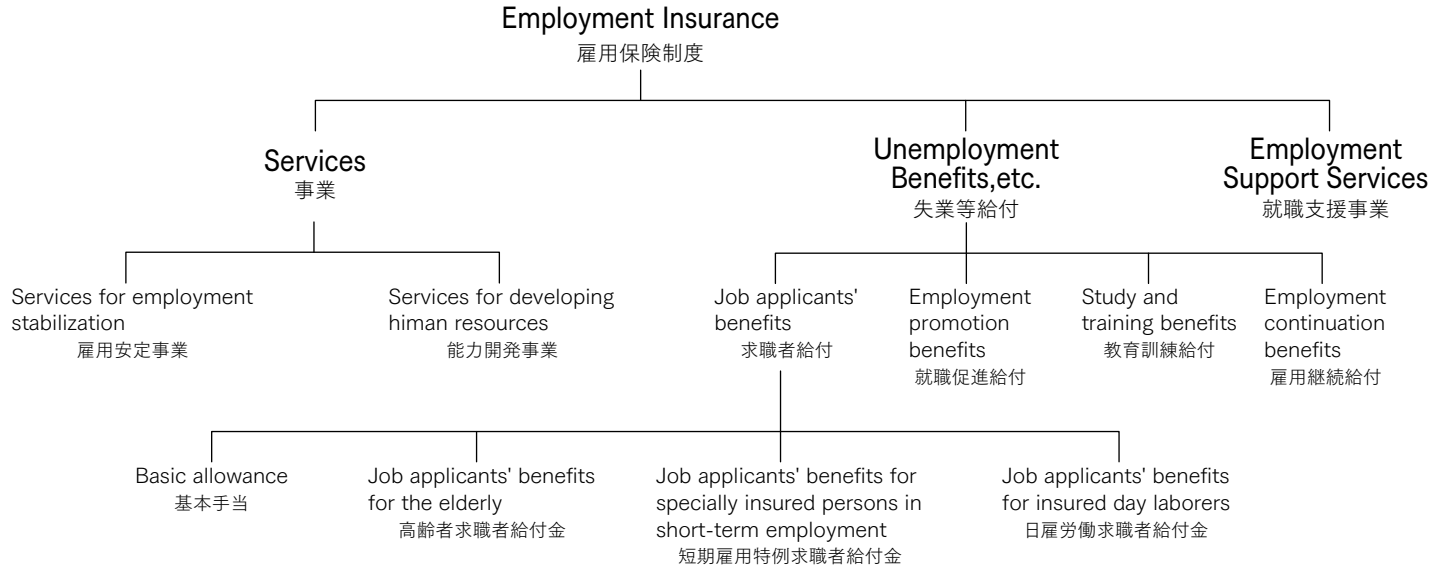 Employment Insurance
雇用保険制度
Services
事業
Unemployment
Benefits,etc.
失業等給付
Employment
Support Services
就職支援事業
Services for employment
stabilization
雇用安定事業
Services for developing
himan resources
能力開発事業
Job applicants'
benefits
求職者給付
Employment
promotion
benefits
就職促進給付
Study and
training benefits
教育訓練給付
Employment
continuation
benefits
雇用継続給付
Basic allowance
基本手当
Job applicants' benefits
for the elderly
高齢者求職者給付金
Job applicants' benefits for
specially insured persons in
short-term employment
短期雇用特例求職者給付金
Job applicants' benefits
for insured day laborers
日雇労働求職者給付金